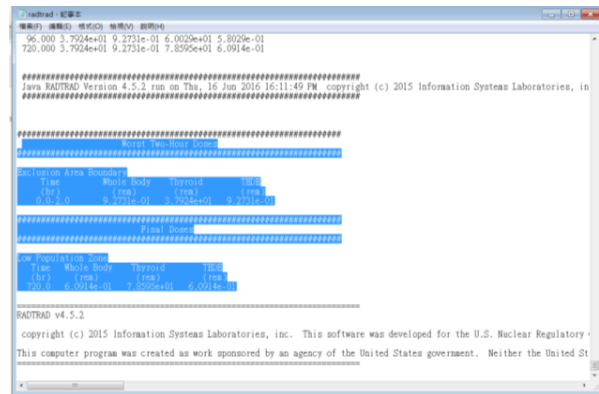 radtrad - 記事本
檔案(F) 編輯(E) 格式(O) 檢視(V) 說明(H)
96.000 3.7924e+01 9.2731e-01 6.0029e+01 5.8029e-01
720.000 3.7924e+01 9.2731e-01 7.8595e+01 6.0914e-01
######################################################################
Java RADTRAD Version 4.5.2 run on Thu, 16 Jun 2016 16:11:49 PM copyright (c) 2015 Information Systems Laboratories, in
######################################################################
###################################################################
Worst Two-Hour Doses
###################################################################
Exclusion Area Boundary
Time Whole Body Thyroid TEDE
(hr) (rem) (rem) (rem)
0.0-2.0 9.2731e-01 3.7924e+01 9.2731e-01
###################################################################
Final Doses
###################################################################
Low Population Zone
Time Whole Body Thyroid TEDE
(hr) (rem) (rem) (rem)
720.0 6.0914e-01 7.8595e+01 6.0914e-01
======================================================================
RADTRAD v4.5.2
copyright (c) 2015 Information Systems Laboratories, inc. This software was developed for the U.S. Nuclear Regulatory
This computer program was created as work sponsored by an agency of the United States government. Neither the United St
======================================================================